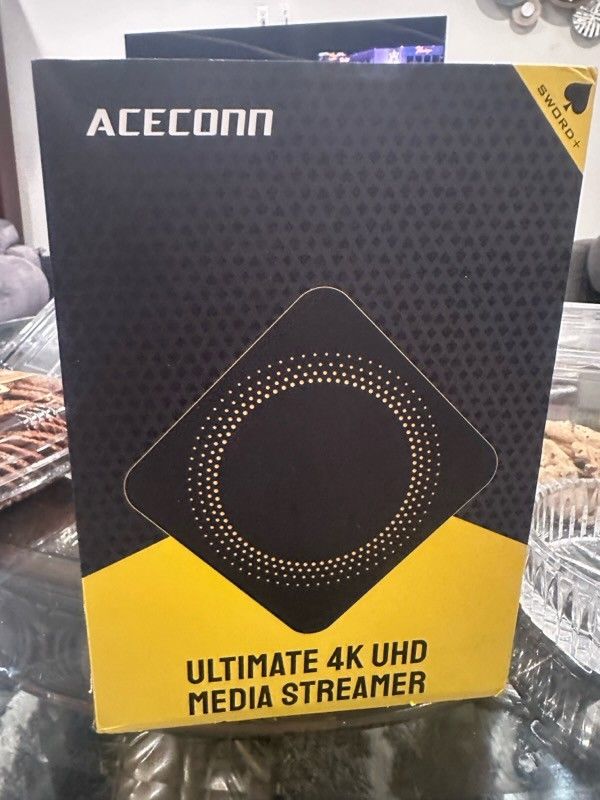 ACECONN
SWORD+
ULTIMATE 4K UHD
MEDIA STREAMER